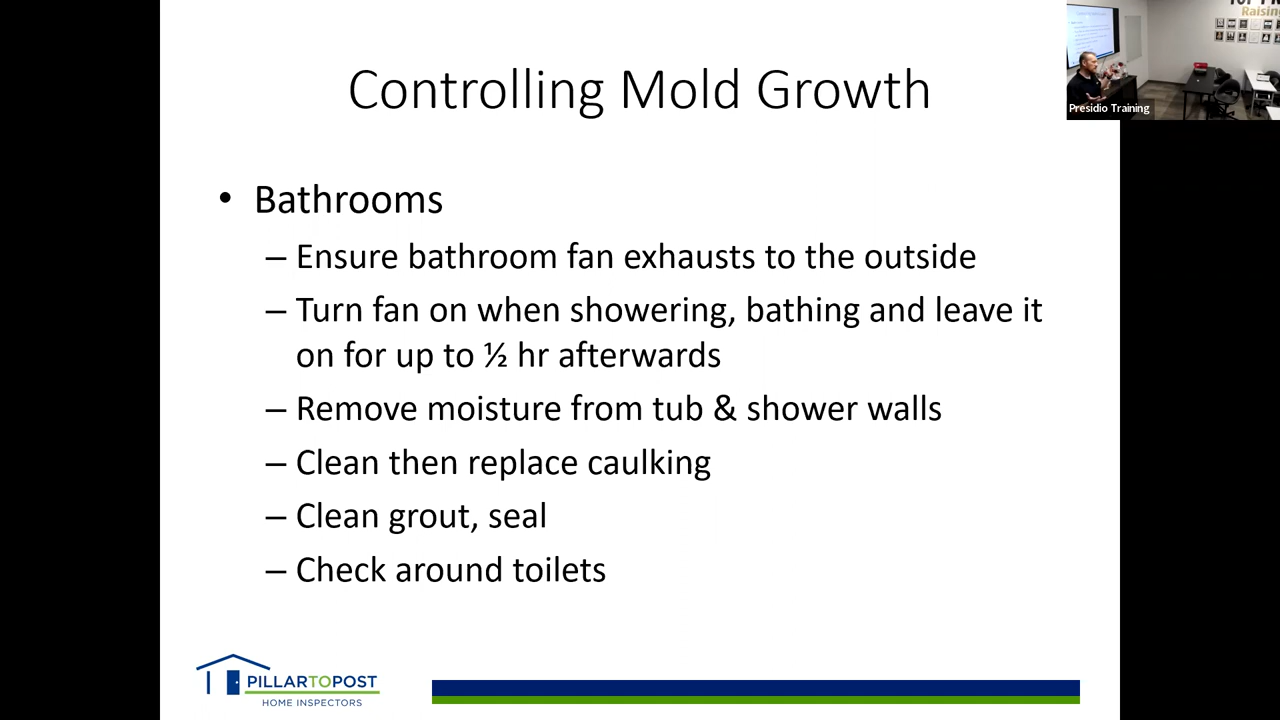 Controlling Mold Growth
Raising
Presidio Training
• Bathrooms
– Ensure bathroom fan exhausts to the outside
– Turn fan on when showering, bathing and leave it
on for up to ½ hr afterwards
– Remove moisture from tub & shower walls
– Clean then replace caulking
– Clean grout, seal
– Check around toilets
PILLARTOPOST
HOME INSPECTORS